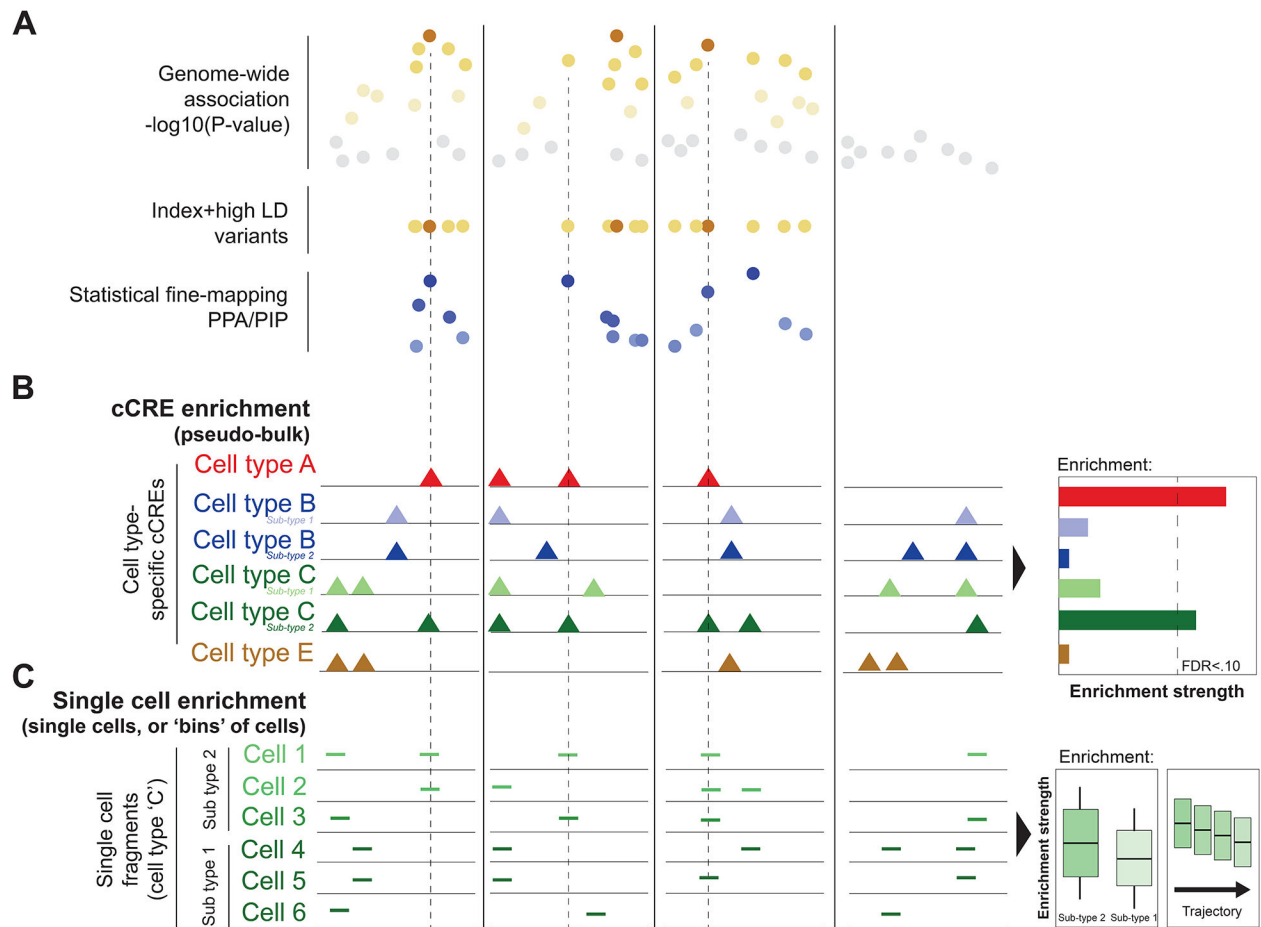 A
Genome-wide
association
-log10(P-value)
Index+high LD
variants
Statistical fine-mapping
PPA/PIP
B
cCRE enrichment
(pseudo-bulk)
Cell type-
specific cCREs
Cell type A
Cell type B
Sub-type 1
Cell type B
Sub-type 2
Cell type C
Sub-type 1
Cell type C
Sub-type 2
Cell type E
Enrichment:
FDR<.10
Enrichment strength
C
Single cell enrichment
(single cells, or ‘bins’ of cells)
Single cell
fragments
(cell type ‘C’)
Sub type 2
Cell 1
Cell 2
Cell 3
Sub type 1
Cell 4
Cell 5
Cell 6
Enrichment:
Enrichment strength
Sub-type 2 Sub-type 1
Trajectory